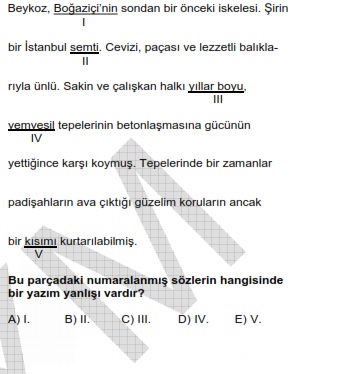 Beykoz, Boğaziçi'nin sondan bir önceki iskelesi. Şirin
I
bir İstanbul semti. Cevizi, paçası ve lezzetli balıkla-
II
rıyla ünlü. Sakin ve çalışkan halkı yıllar boyu,
III
yemyeşil tepelerinin betonlaşmasına gücünün
IV
yettiğince karşı koymuş. Tepelerinde bir zamanlar
padişahların ava çıktığı güzelim koruların ancak
bir kısımı kurtarılabilmiş.
V
Bu parçadaki numaralanmış sözlerin hangisinde
bir yazım yanlışı vardır?
A) I. B) II. C) III. D) IV. E) V.